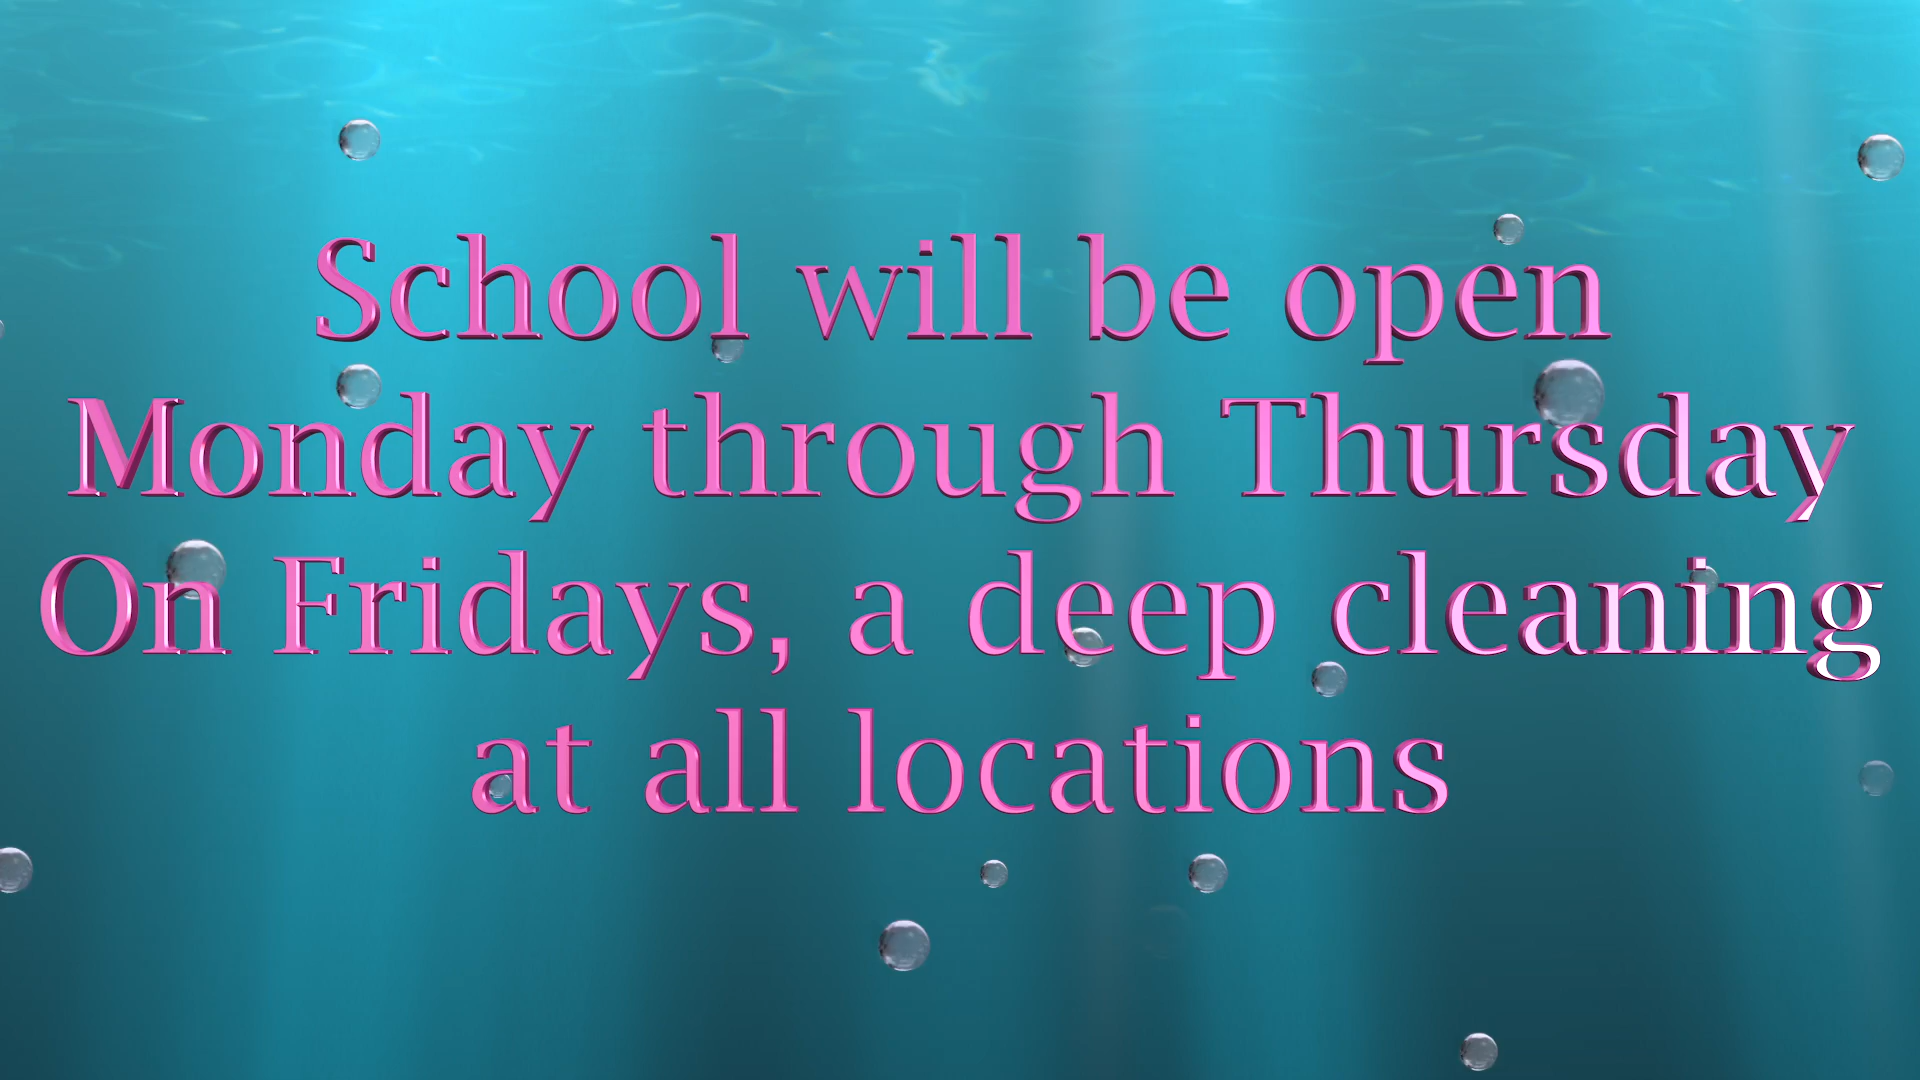 School will be open
Monday through Thursday
On Fridays, a deep cleaning
at all locations